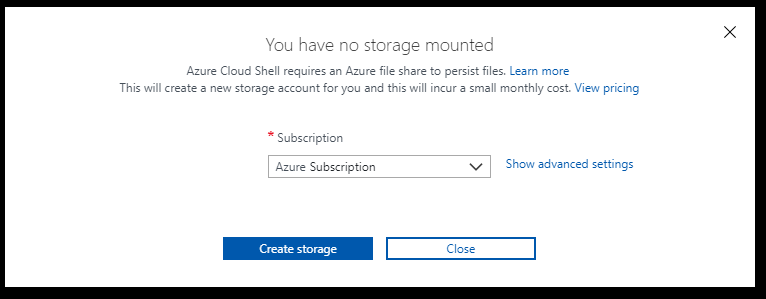 You have no storage mounted
Azure Cloud Shell requires an Azure file share to persist files. Learn more
This will create a new storage account for you and this will incur a small monthly cost. View pricing
* Subscription
Azure Subscription
Show advanced settings
Create storage
Close